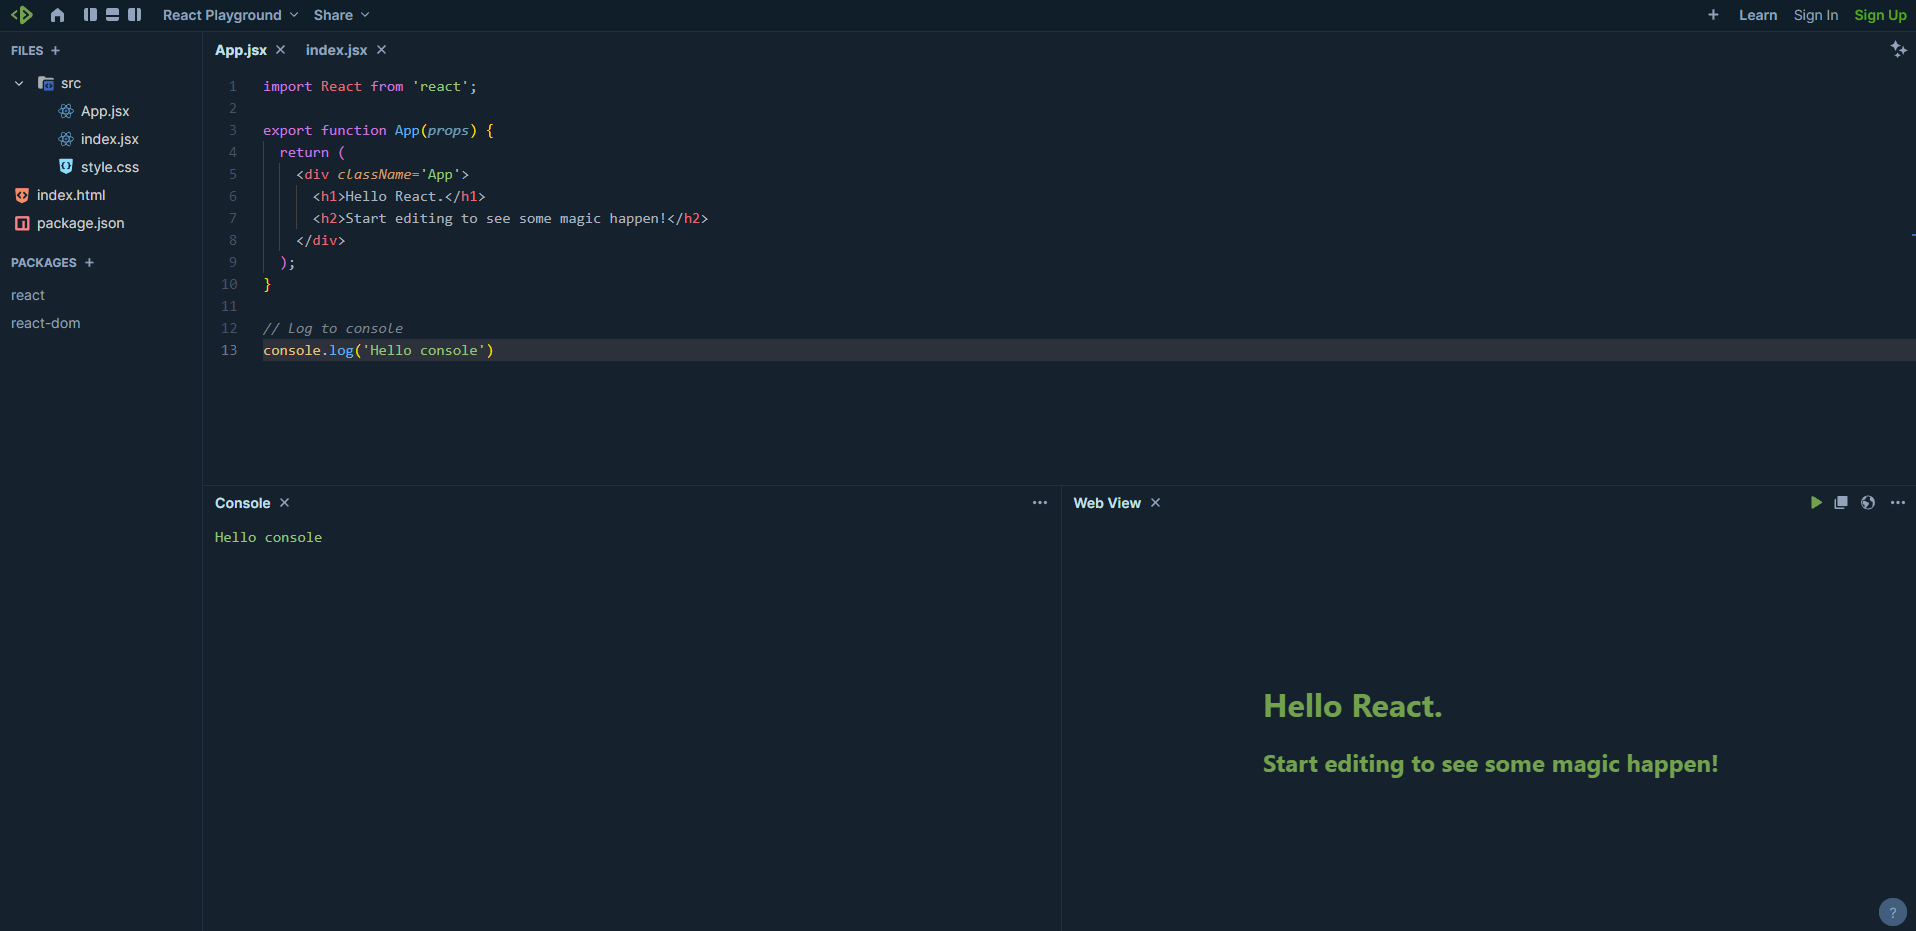 React Playground Share + Learn Sign In Sign Up
FILES +
src
App.jsx
index.jsx
style.css
index.html
package.json
PACKAGES +
react
react-dom
App.jsx index.jsx
1 import React from 'react';
2
3 export function App(props) {
4 return (
5 <div className='App'>
6 <h1>Hello React.</h1>
7 <h2>Start editing to see some magic happen!</h2>
8 </div>
9 );
10 }
11
12 // Log to console
13 console.log('Hello console')
Console
Hello console
Web View
Hello React.
Start editing to see some magic happen!
?